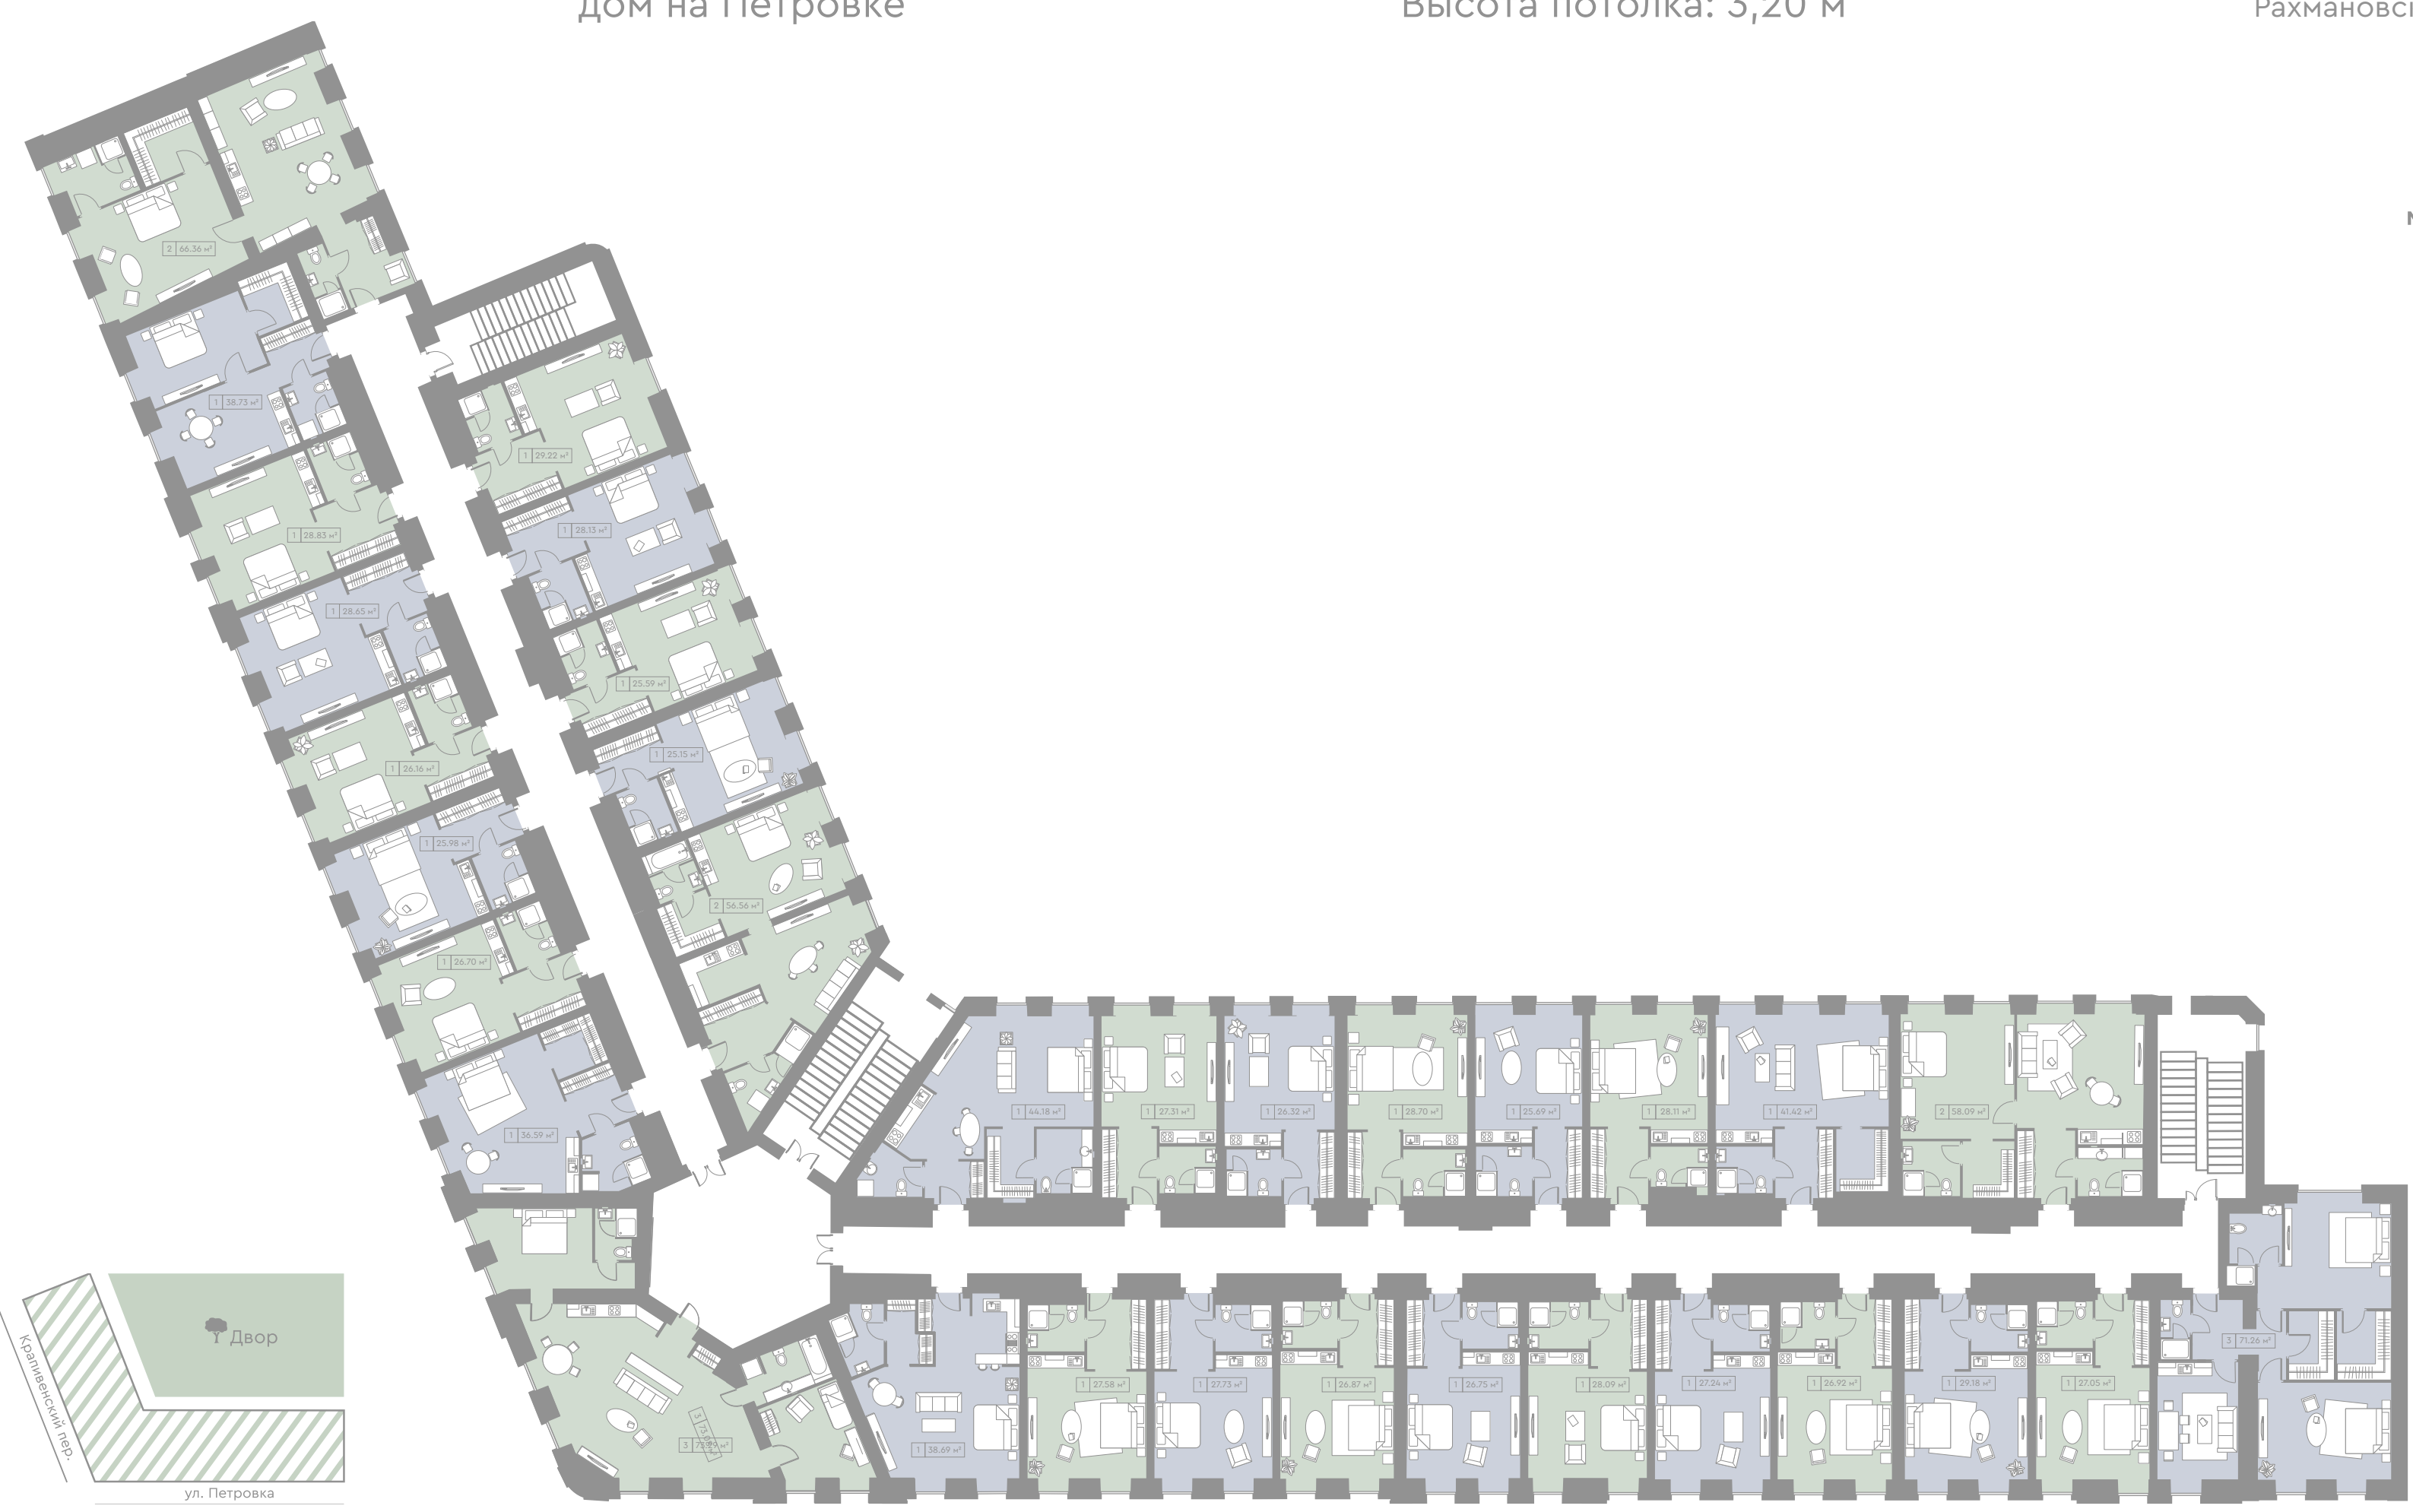 дом на Петровке
Высота потолка: 3,20 м
2 66.36 м²
1 38.73 м²
1 29.22 м²
1 28.13 м²
1 28.83 м²
1 28.65 м²
1 25.59 м²
1 25.15 м²
1 26.16 м²
1 25.98 м²
2 56.56 м²
1 26.70 м²
1 36.59 м²
1 44.18 м²
1 27.31 м²
1 26.32 м²
1 28.70 м²
1 25.69 м²
1 28.11 м²
1 41.42 м²
2 58.09 м²
3 71.26 м²
1 27.58 м²
1 27.73 м²
1 26.87 м²
1 26.75 м²
1 28.09 м²
1 27.24 м²
1 26.92 м²
1 29.18 м²
1 27.05 м²
1 38.69 м²
Двор
Крапивенский пер.
ул. Петровка